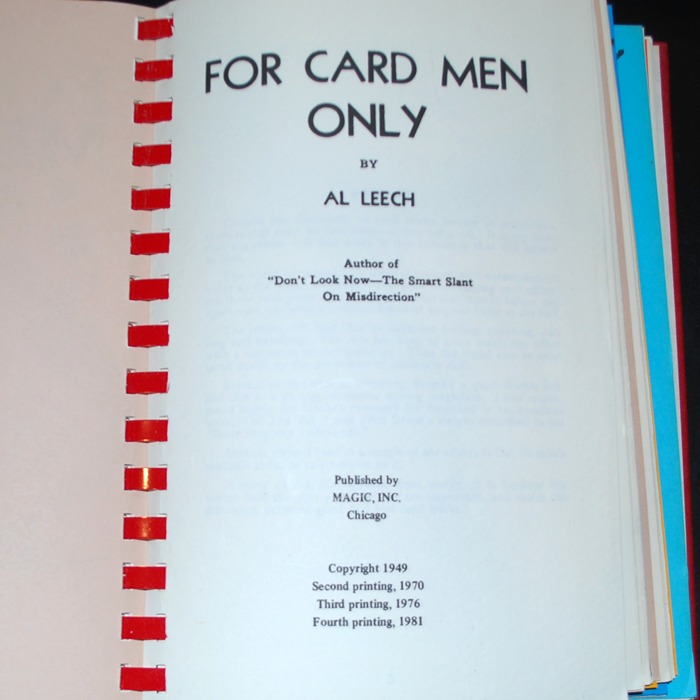 FOR CARD MEN
ONLY
BY
AL LEECH
Author of
"Don't Look Now—The Smart Slant
On Misdirection"
Published by
MAGIC, INC.
Chicago
Copyright 1949
Second printing, 1970
Third printing, 1976
Fourth printing, 1981